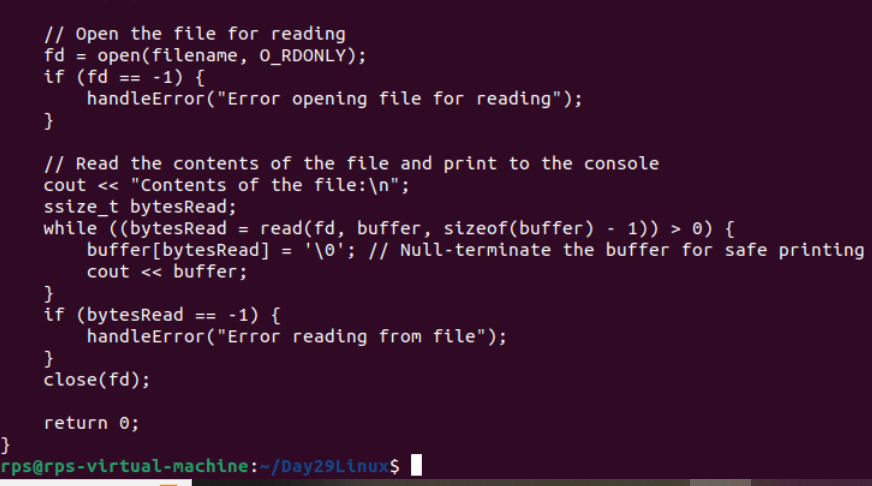 // Open the file for reading
    fd = open(filename, O_RDONLY);
    if (fd == -1) {
        handleError("Error opening file for reading");
    }

    // Read the contents of the file and print to the console
    cout << "Contents of the file:\n";
    ssize_t bytesRead;
    while ((bytesRead = read(fd, buffer, sizeof(buffer) - 1)) > 0) {
        buffer[bytesRead] = '\0'; // Null-terminate the buffer for safe printing
        cout << buffer;
    }
    if (bytesRead == -1) {
        handleError("Error reading from file");
    }
    close(fd);

    return 0;
}
rps@rps-virtual-machine:~/Day29Linux$